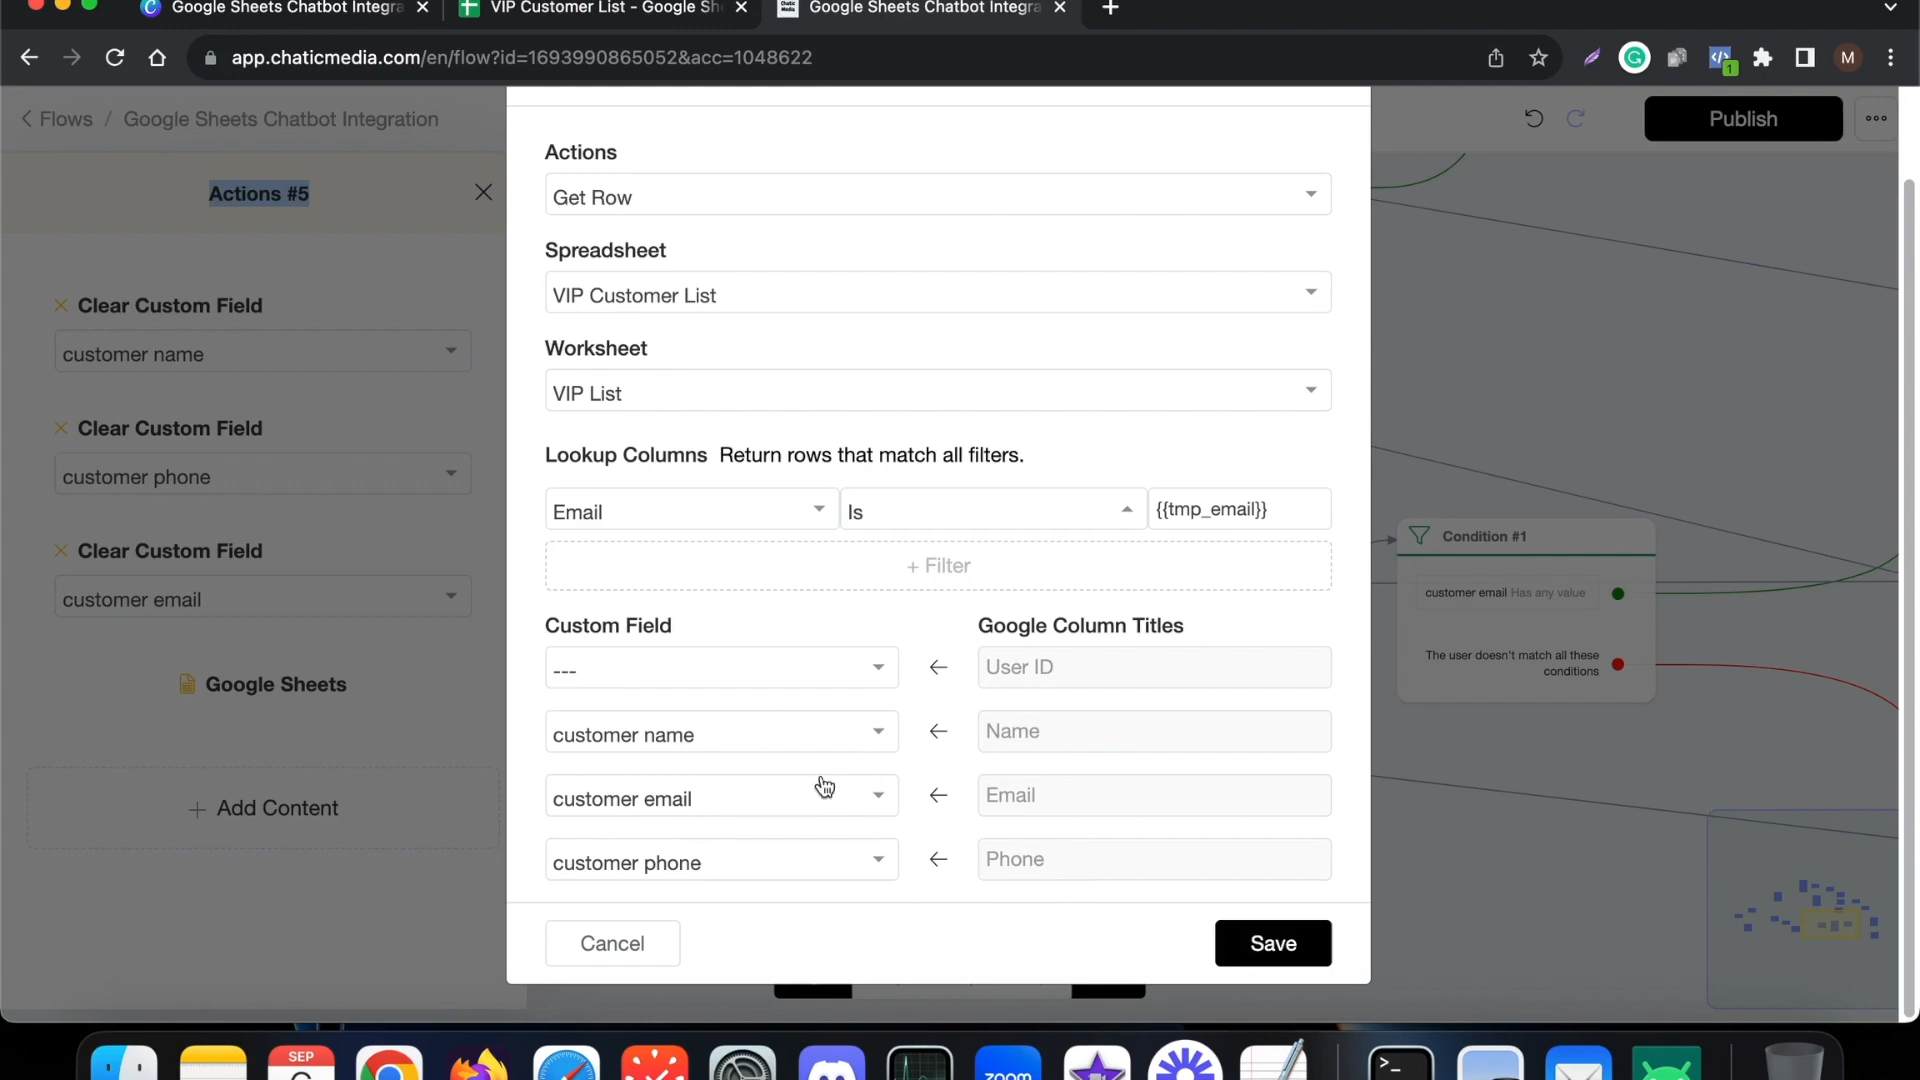 Google Sheets Chatbot Integra
VIP Customer List - Google Sh
Google Sheets Chatbot Integra
app.chaticmedia.com/en/flow?id=1693990865052&acc=1048622
G
1
M
Flows / Google Sheets Chatbot Integration
Publish
Actions #5
Clear Custom Field
customer name
Clear Custom Field
customer phone
Clear Custom Field
customer email
Google Sheets
+ Add Content
Actions
Get Row
Spreadsheet
VIP Customer List
Worksheet
VIP List
Lookup Columns Return rows that match all filters.
Email
Is
{{tmp_email}}
+ Filter
Custom Field
Google Column Titles
---
User ID
customer name
Name
customer email
Email
customer phone
Phone
Cancel
Save
Condition #1
customer email Has any value
The user doesn't match all these
conditions
SEP
zoom